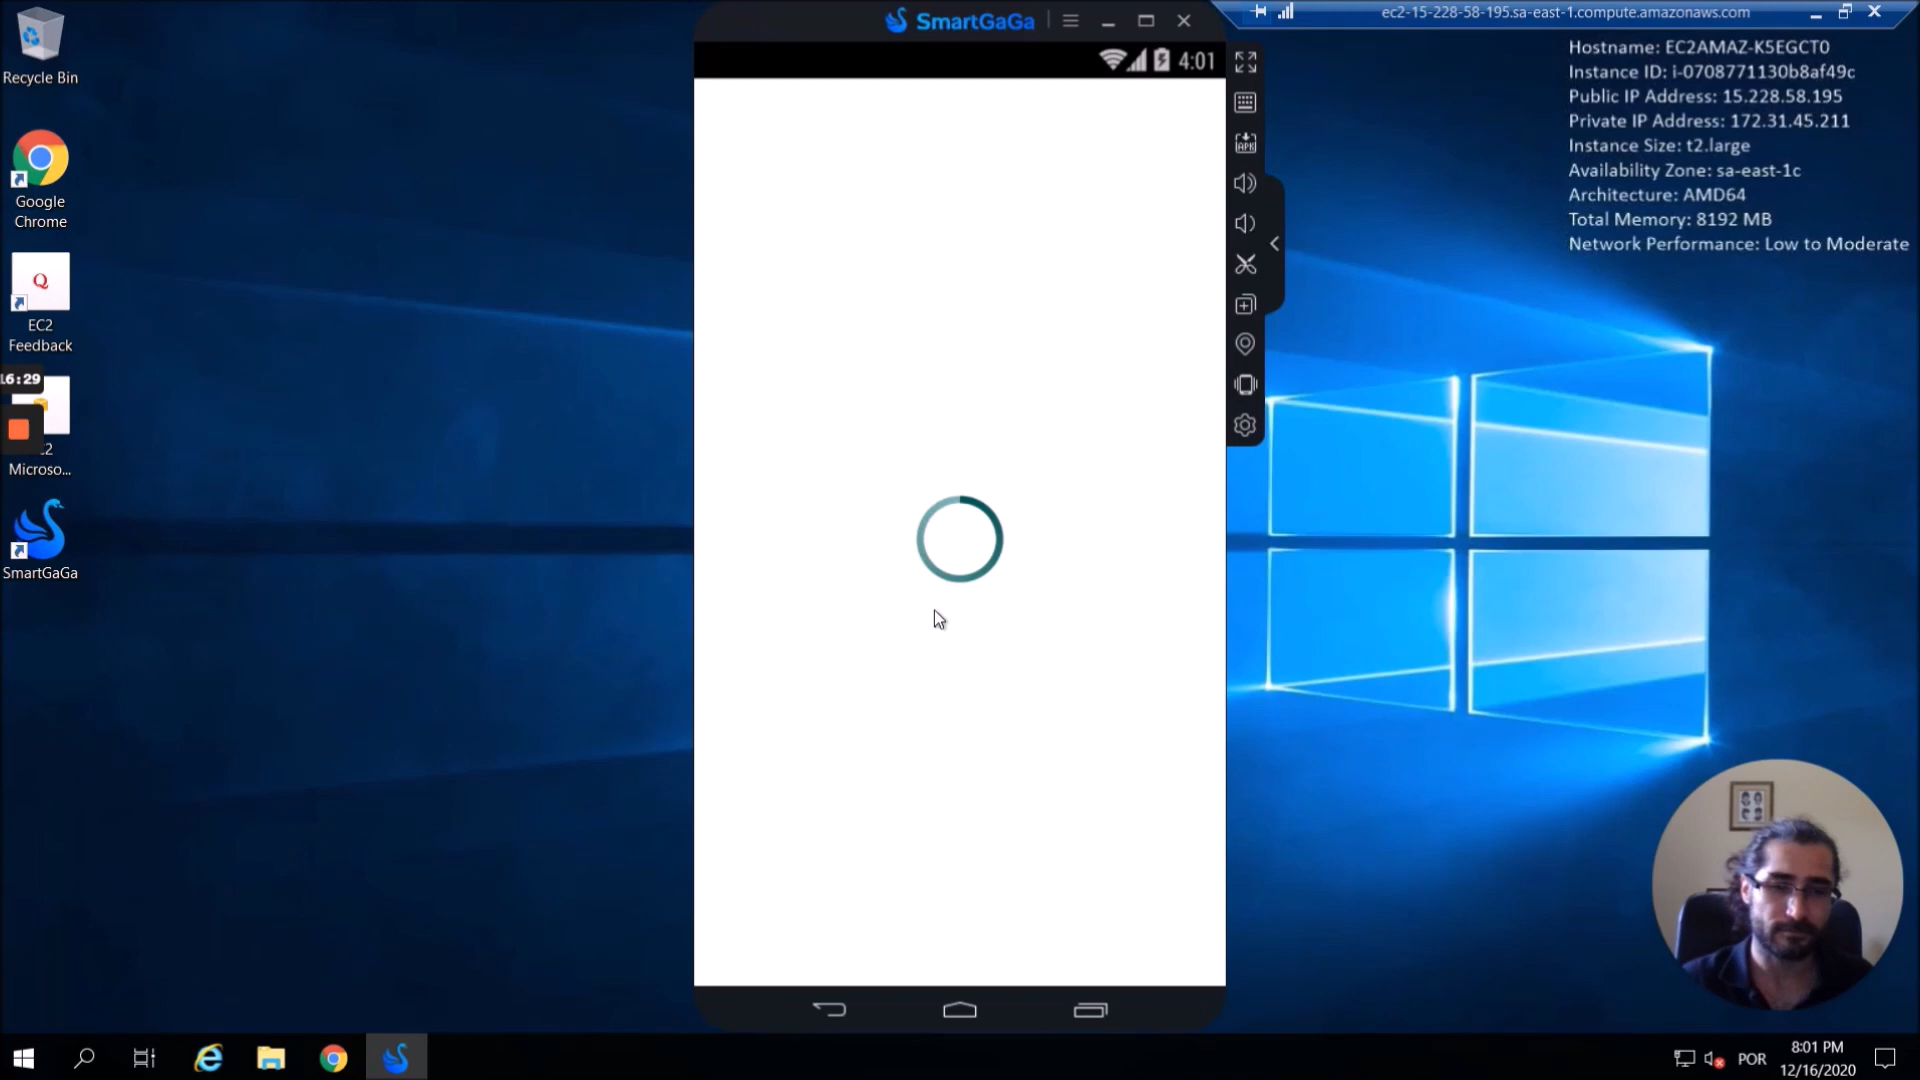 SmartGaGa
ec2-15-228-58-195.sa-east-1.compute.amazonaws.com
4:01
Hostname: EC2AMAZ-K5EGCT0
Instance ID: i-0708771130b8af49c
Public IP Address: 15.228.58.195
Private IP Address: 172.31.45.211
Instance Size: t2.large
Availability Zone: sa-east-1c
Architecture: AMD64
Total Memory: 8192 MB
Network Performance: Low to Moderate
Recycle Bin
Google
Chrome
Q
EC2
Feedback
16:29
Microso...
SmartGaGa
APK
POR
8:01 PM
12/16/2020